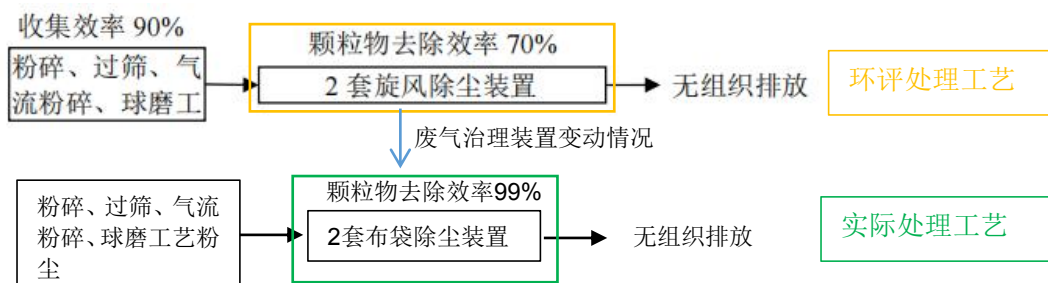 收集效率 90%
粉碎、过筛、气
流粉碎、球磨工
颗粒物去除效率 70%
2 套旋风除尘装置
无组织排放
环评处理工艺
废气治理装置变动情况
粉碎、过筛、气流
粉碎、球磨工艺粉
尘
颗粒物去除效率99%
2套布袋除尘装置
无组织排放
实际处理工艺